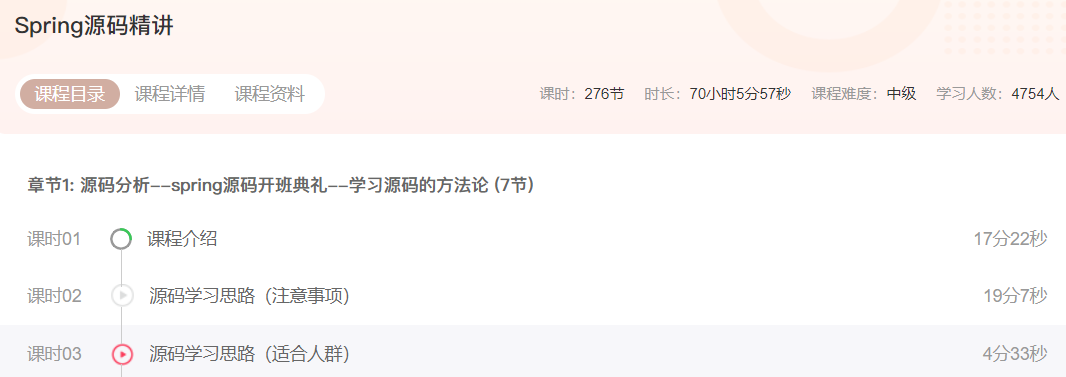 Spring源码精讲
课程目录 课程详情 课程资料 课时：276节 时长：70小时5分57秒 课程难度：中级 学习人数：4754人
章节1: 源码分析--spring源码开班典礼--学习源码的方法论 (7节)
课时01 课程介绍 17分22秒
课时02 源码学习思路（注意事项） 19分7秒
课时03 源码学习思路（适合人群） 4分33秒